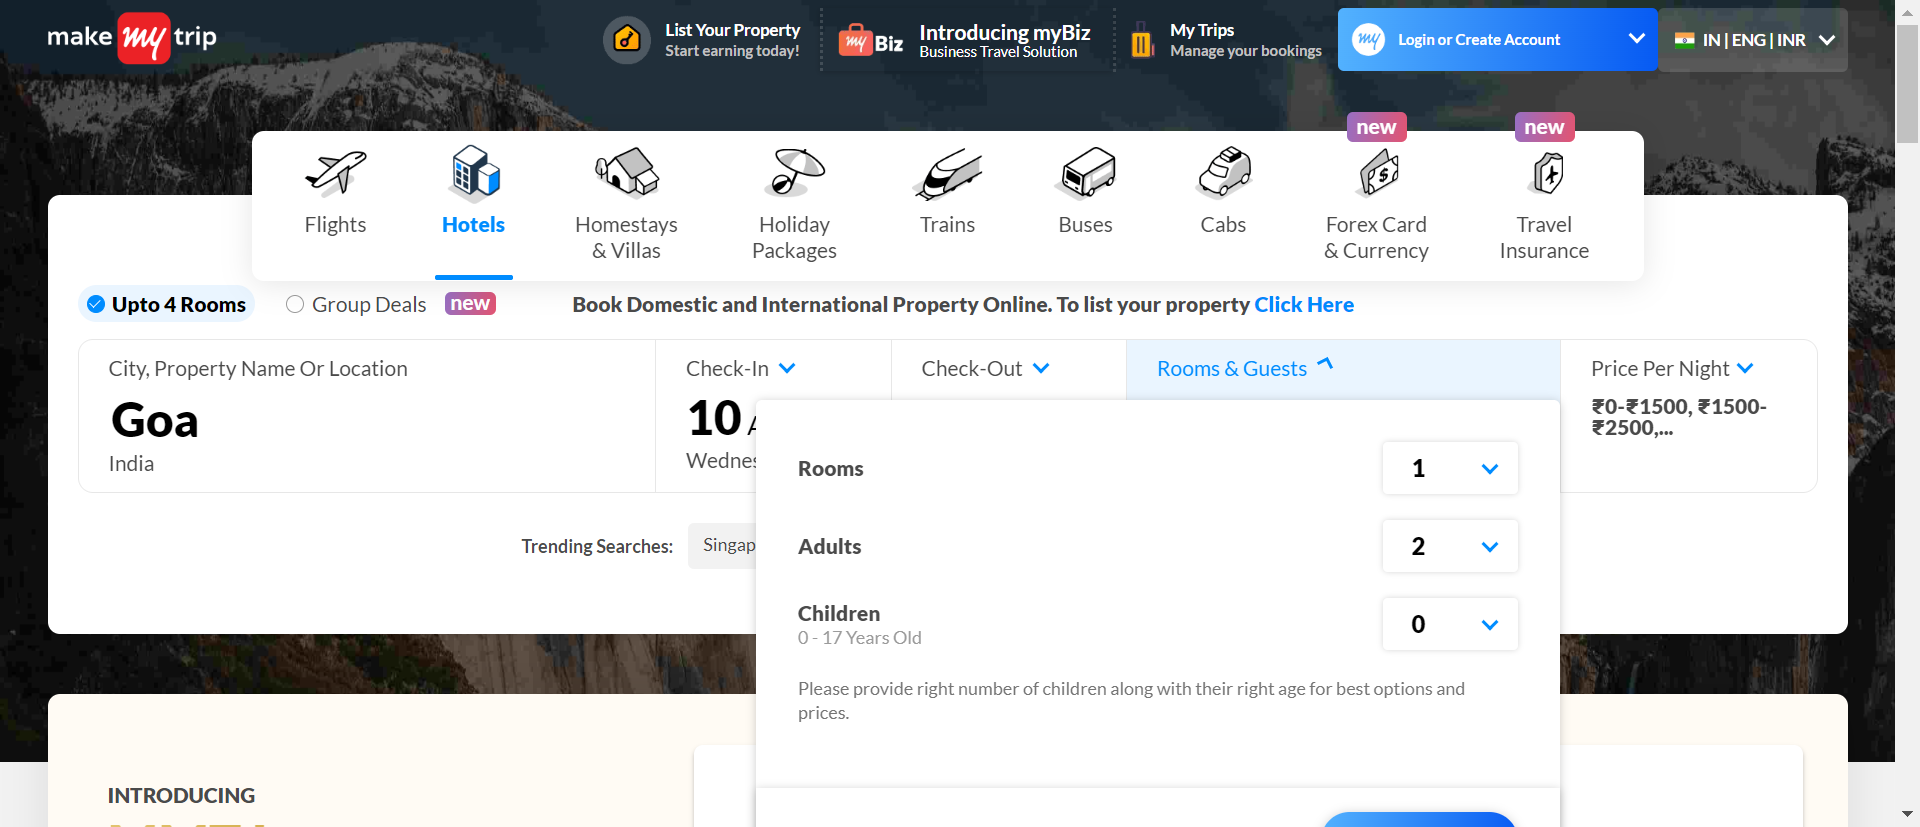 make my trip
List Your Property
Start earning today!
my Biz
Introducing myBiz
Business Travel Solution
My Trips
Manage your bookings
my
Login or Create Account
IN | ENG | INR
new
new
Flights
Hotels
Homestays
& Villas
Holiday
Packages
Trains
Buses
Cabs
Forex Card
& Currency
Travel
Insurance
Upto 4 Rooms
Group Deals
new
Book Domestic and International Property Online. To list your property Click Here
City, Property Name Or Location
Goa
India
Check-In
10
Check-Out
Rooms & Guests
Price Per Night
₹0-₹1500, ₹1500-
₹2500,...
Rooms
1
Adults
2
Children
0 - 17 Years Old
0
Please provide right number of children along with their right age for best options and
prices.
Trending Searches:
INTRODUCING